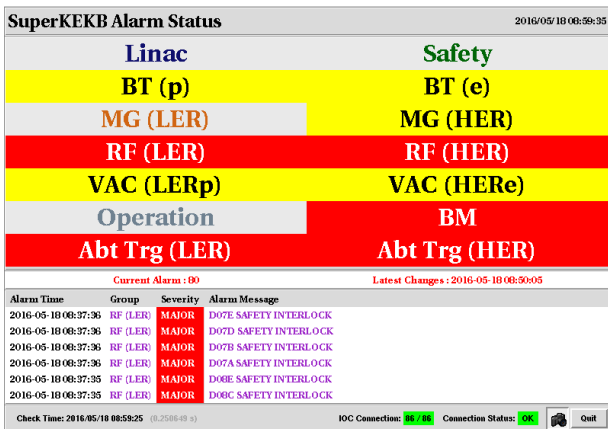 SuperKEKB Alarm Status 2016/05/18 08:59:35
Linac Safety
BT (p) BT (e)
MG (LER) MG (HER)
RF (LER) RF (HER)
VAC (LERp) VAC (HERe)
Operation BM
Abt Trg (LER) Abt Trg (HER)
Current Alarm : 80 Latest Changes : 2016-05-18 08:50:05
Alarm Time Group Severity Alarm Message
2016-05-18 08:37:36 RF (LER) MAJOR D07E SAFETY INTERLOCK
2016-05-18 08:37:36 RF (LER) MAJOR D07D SAFETY INTERLOCK
2016-05-18 08:37:36 RF (LER) MAJOR D07B SAFETY INTERLOCK
2016-05-18 08:37:36 RF (LER) MAJOR D07A SAFETY INTERLOCK
2016-05-18 08:37:35 RF (LER) MAJOR D08E SAFETY INTERLOCK
2016-05-18 08:37:35 RF (LER) MAJOR D08C SAFETY INTERLOCK
Check Time: 2016/05/18 08:59:25 (0.258649 s) IOC Connection: 86 / 86 Connection Status: OK Quit